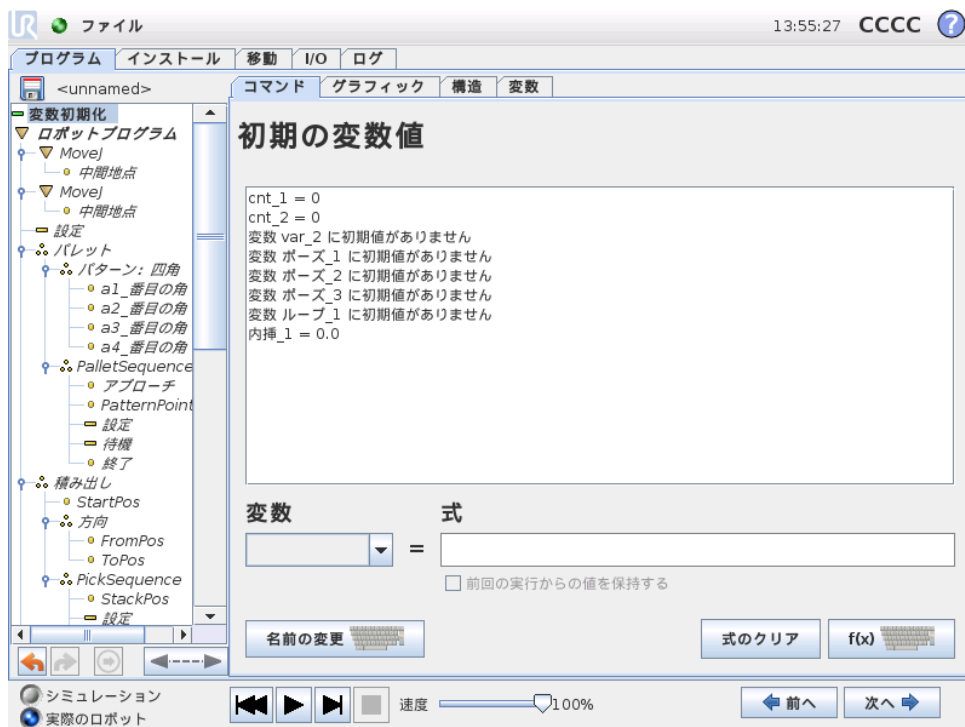 UR ファイル 13:55:27 CCCC ?
プログラム インストール 移動 I/O ログ
<unnamed>
コマンド グラフィック 構造 変数
変数初期化
ロボットプログラム
MoveJ
中間地点
MoveJ
中間地点
設定
パレット
パターン: 四角
a1_番目の角
a2_番目の角
a3_番目の角
a4_番目の角
PalletSequence
アプローチ
PatternPoint
設定
待機
終了
積み出し
StartPos
方向
FromPos
ToPos
PickSequence
StackPos
設定
初期の変数値
cnt_1 = 0
cnt_2 = 0
変数 var_2 に初期値がありません
変数 ポーズ_1 に初期値がありません
変数 ポーズ_2 に初期値がありません
変数 ポーズ_3 に初期値がありません
変数 ループ_1 に初期値がありません
内挿_1 = 0.0
変数 式
=
前回の実行からの値を保持する
名前の変更 式のクリア f(x)
シミュレーション
実際のロボット
速度 100% 前へ 次へ